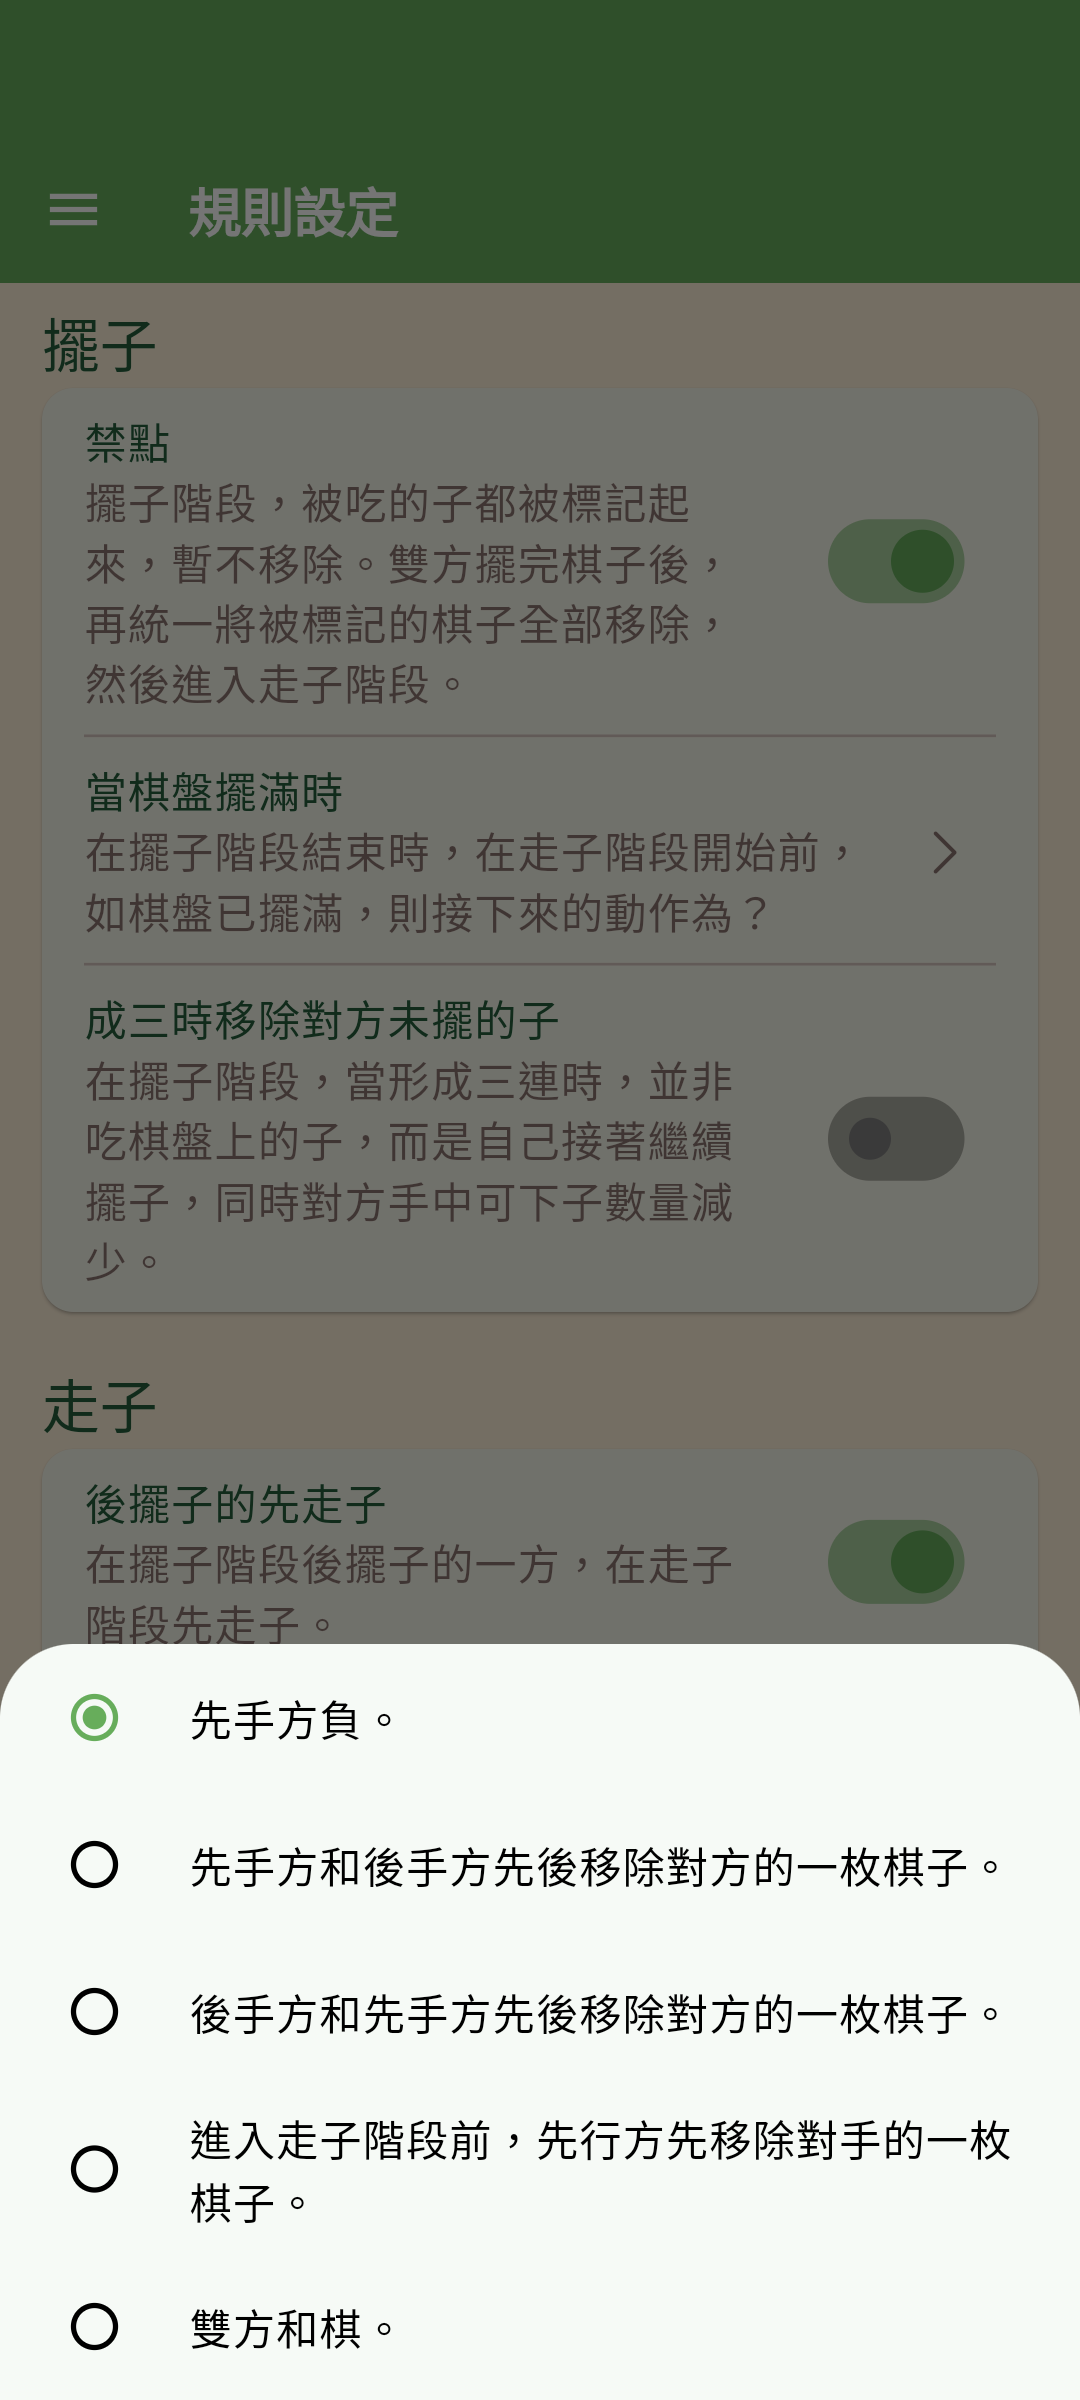 規則設定
擺子
禁點
擺子階段，被吃的子都被標記起
來，暫不移除。雙方擺完棋子後，
再統一將被標記的棋子全部移除，
然後進入走子階段。
當棋盤擺滿時
在擺子階段結束時，在走子階段開始前，
如棋盤已擺滿，則接下來的動作為？
成三時移除對方未擺的子
在擺子階段，當形成三連時，並非
吃棋盤上的子，而是自己接著繼續
擺子，同時對方手中可下子數量減
少。
走子
後擺子的先走子
在擺子階段後擺子的一方，在走子
階段先走子。
先手方負。
先手方和後手方先後移除對方的一枚棋子。
後手方和先手方先後移除對方的一枚棋子。
進入走子階段前，先行方先移除對手的一枚
棋子。
雙方和棋。